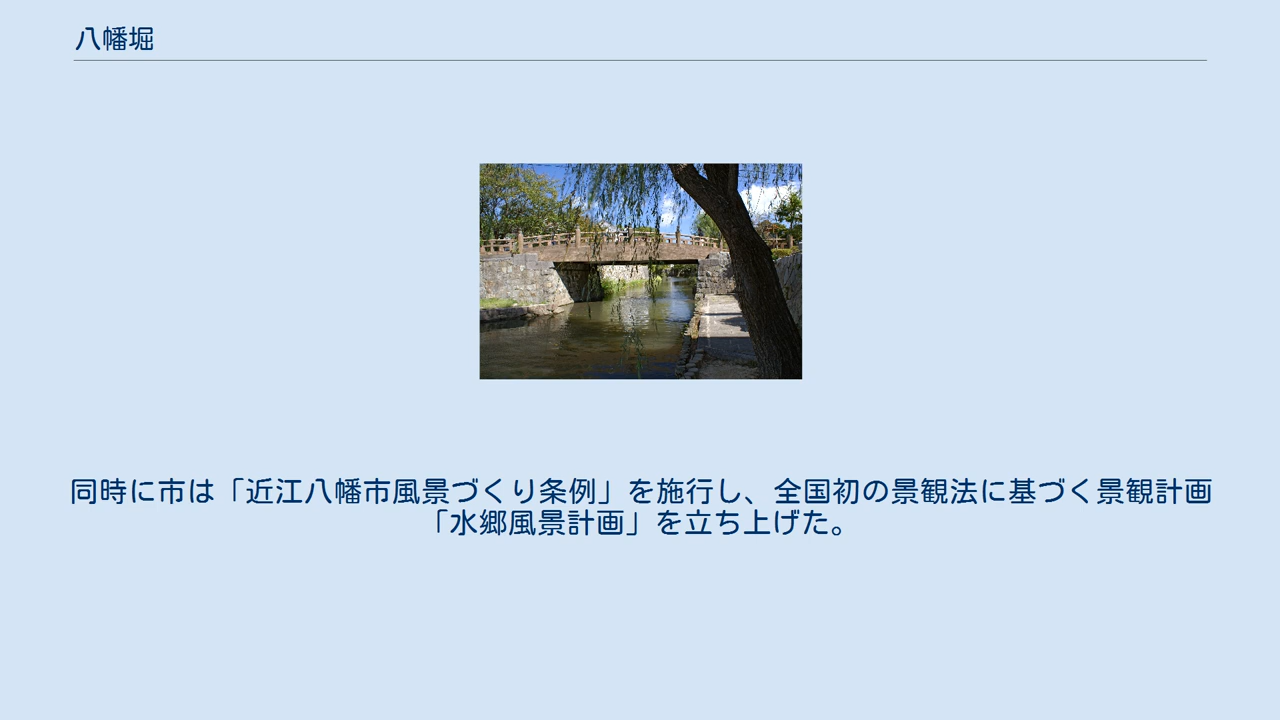 八幡堀
同時に市は「近江八幡市風景づくり条例」を施行し、全国初の景観法に基づく景観計画
「水郷風景計画」を立ち上げた。